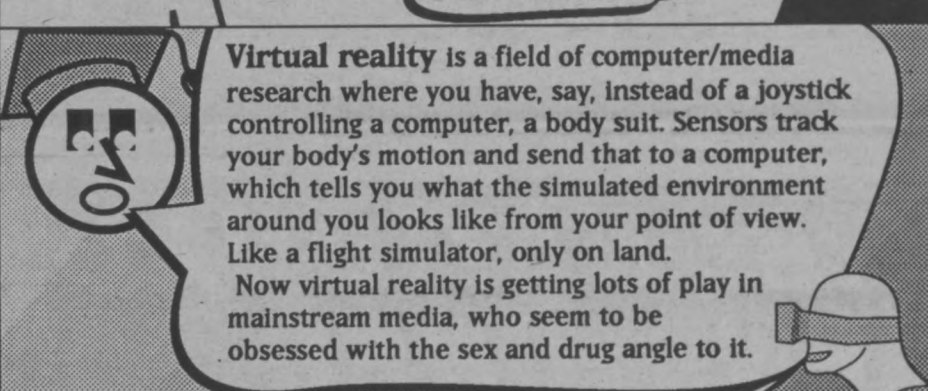 Virtual reality is a field of computer/media
research where you have, say, instead of a joystick
controlling a computer, a body suit. Sensors track
your body's motion and send that to a computer,
which tells you what the simulated environment
around you looks like from your point of view.
Like a flight simulator, only on land.
Now virtual reality is getting lots of play in
mainstream media, who seem to be
obsessed with the sex and drug angle to it.